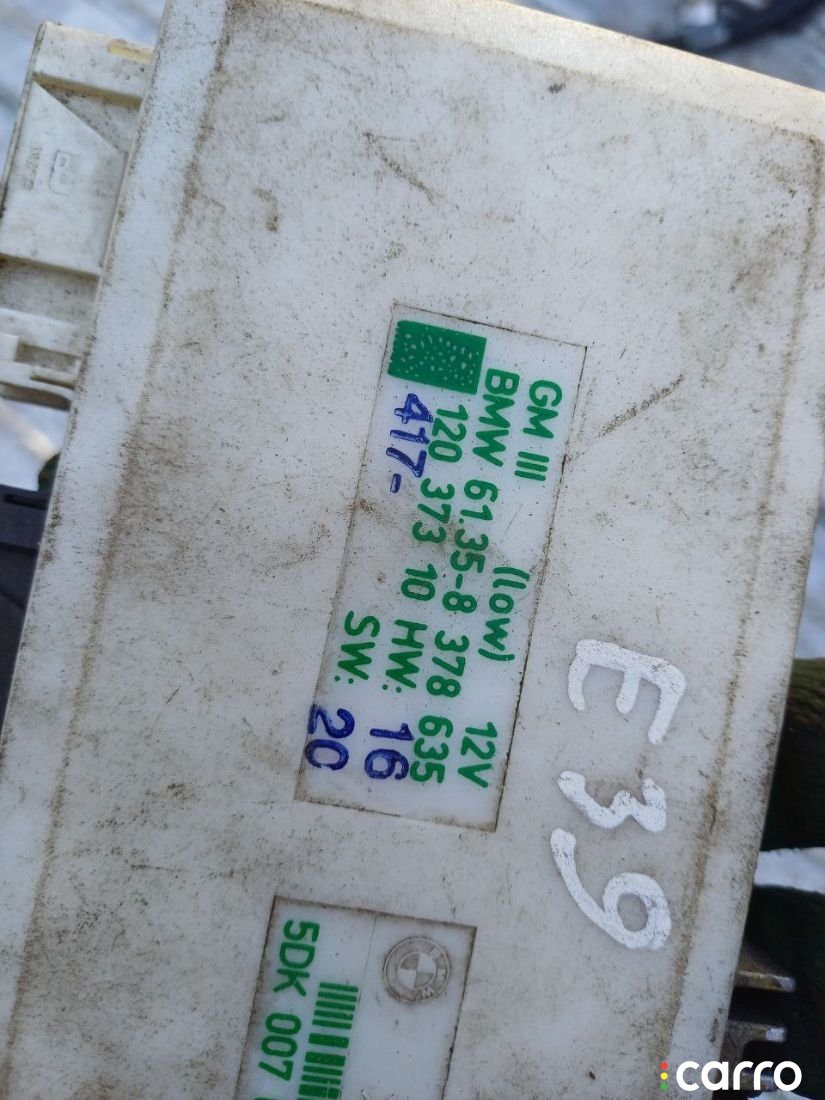 GM III (low) 12V
BMW 61.35-8 378 635
120 373 10 HW: 16
417- SW: 20
E39
5DK 007
carro